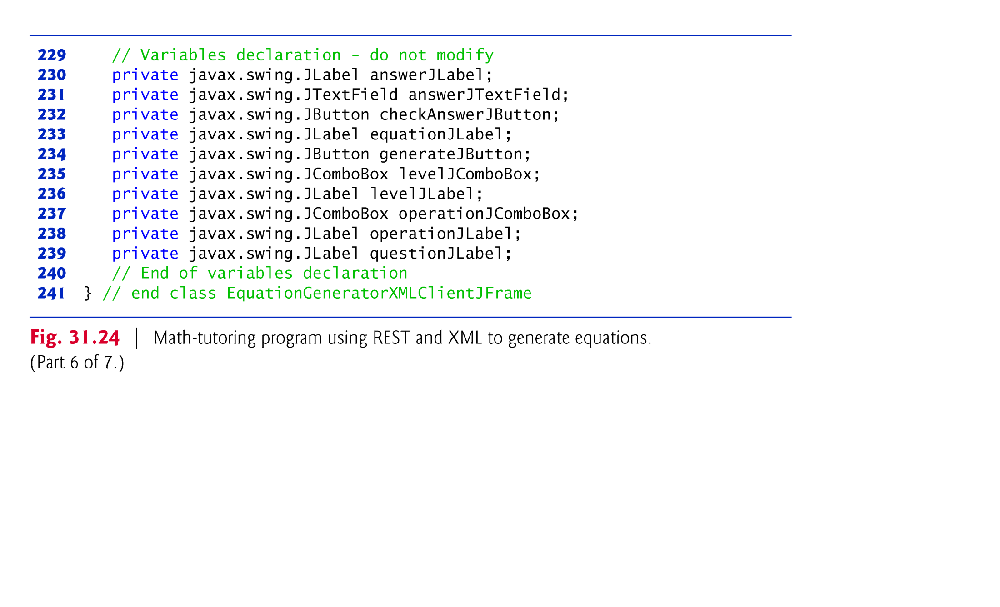 229 // Variables declaration - do not modify
230 private javax.swing.JLabel answerJLabel;
231 private javax.swing.JTextField answerJTextField;
232 private javax.swing.JButton checkAnswerJButton;
233 private javax.swing.JLabel equationJLabel;
234 private javax.swing.JButton generateJButton;
235 private javax.swing.JComboBox levelJComboBox;
236 private javax.swing.JLabel levelJLabel;
237 private javax.swing.JComboBox operationJComboBox;
238 private javax.swing.JLabel operationJLabel;
239 private javax.swing.JLabel questionJLabel;
240 // End of variables declaration
241 } // end class EquationGeneratorXMLClientJFrame
Fig. 31.24 | Math-tutoring program using REST and XML to generate equations.
(Part 6 of 7.)